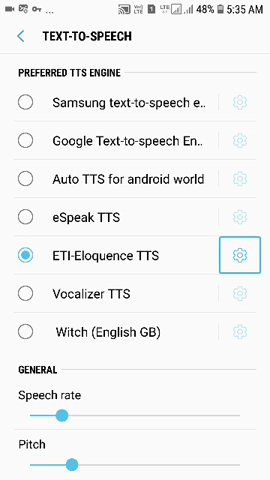 ... 48% 5:35 AM
TEXT-TO-SPEECH
PREFERRED TTS ENGINE
Samsung text-to-speech e..
Google Text-to-speech En..
Auto TTS for android world
eSpeak TTS
ETI-Eloquence TTS
Vocalizer TTS
Witch (English GB)
GENERAL
Speech rate
Pitch